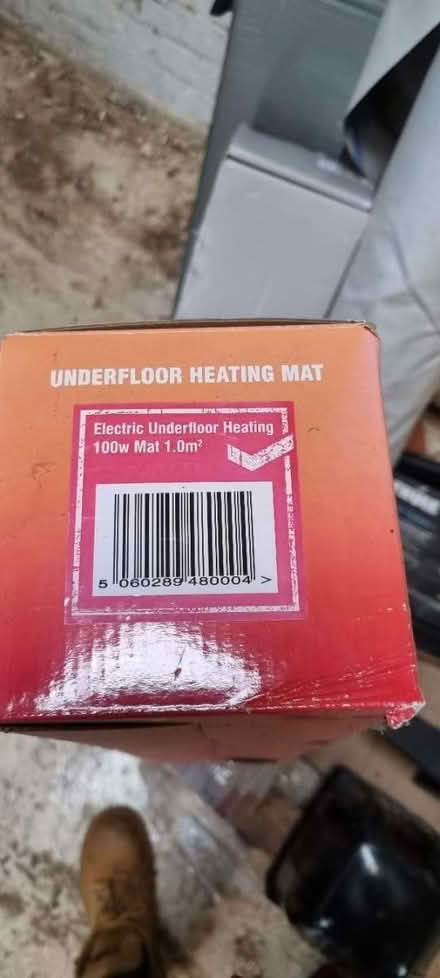 UNDERFLOOR HEATING MAT
Electric Underfloor Heating
100w Mat 1.0m²
5 060289 480004 >